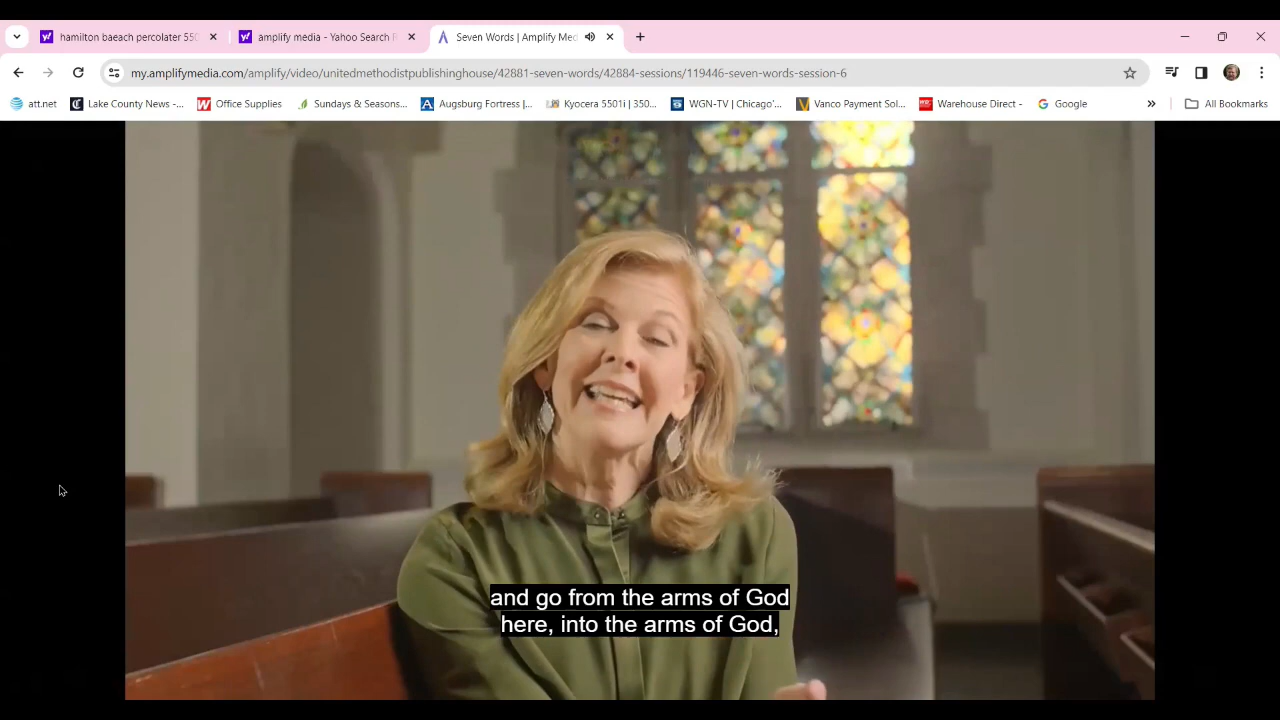 hamilton baeach percolater 550
amplify media - Yahoo Search R
Seven Words | Amplify Med
my.amplifymedia.com/amplify/video/unitedmethodistpublishinghouse/42881-seven-words/42884-sessions/119446-seven-words-session-6
att.net
Lake County News -...
Office Supplies
Sundays & Seasons...
Augsburg Fortress |...
Kyocera 5501i | 350...
WGN-TV | Chicago'...
Vanco Payment Sol...
Warehouse Direct -
Google
All Bookmarks
and go from the arms of God
here, into the arms of God,